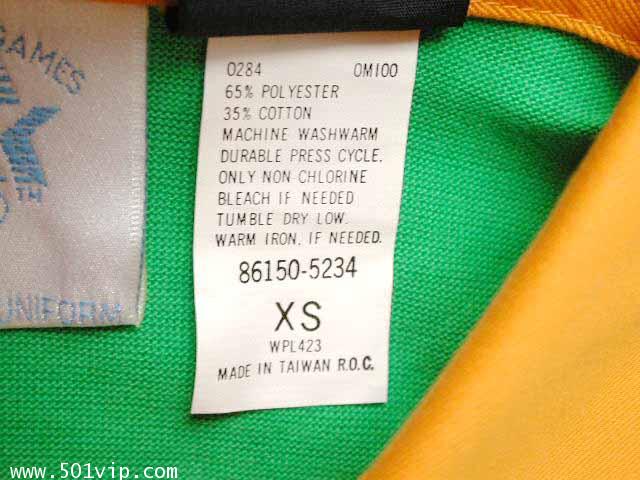 GAMES
TM
UNIFORM
0284 OM100
65% POLYESTER
35% COTTON
MACHINE WASHWARM
DURABLE PRESS CYCLE.
ONLY NON CHLORINE
BLEACH IF NEEDED
TUMBLE DRY LOW.
WARM IRON, IF NEEDED.
86150-5234
XS
WPL423
MADE IN TAIWAN R.O.C.
www.501vip.com